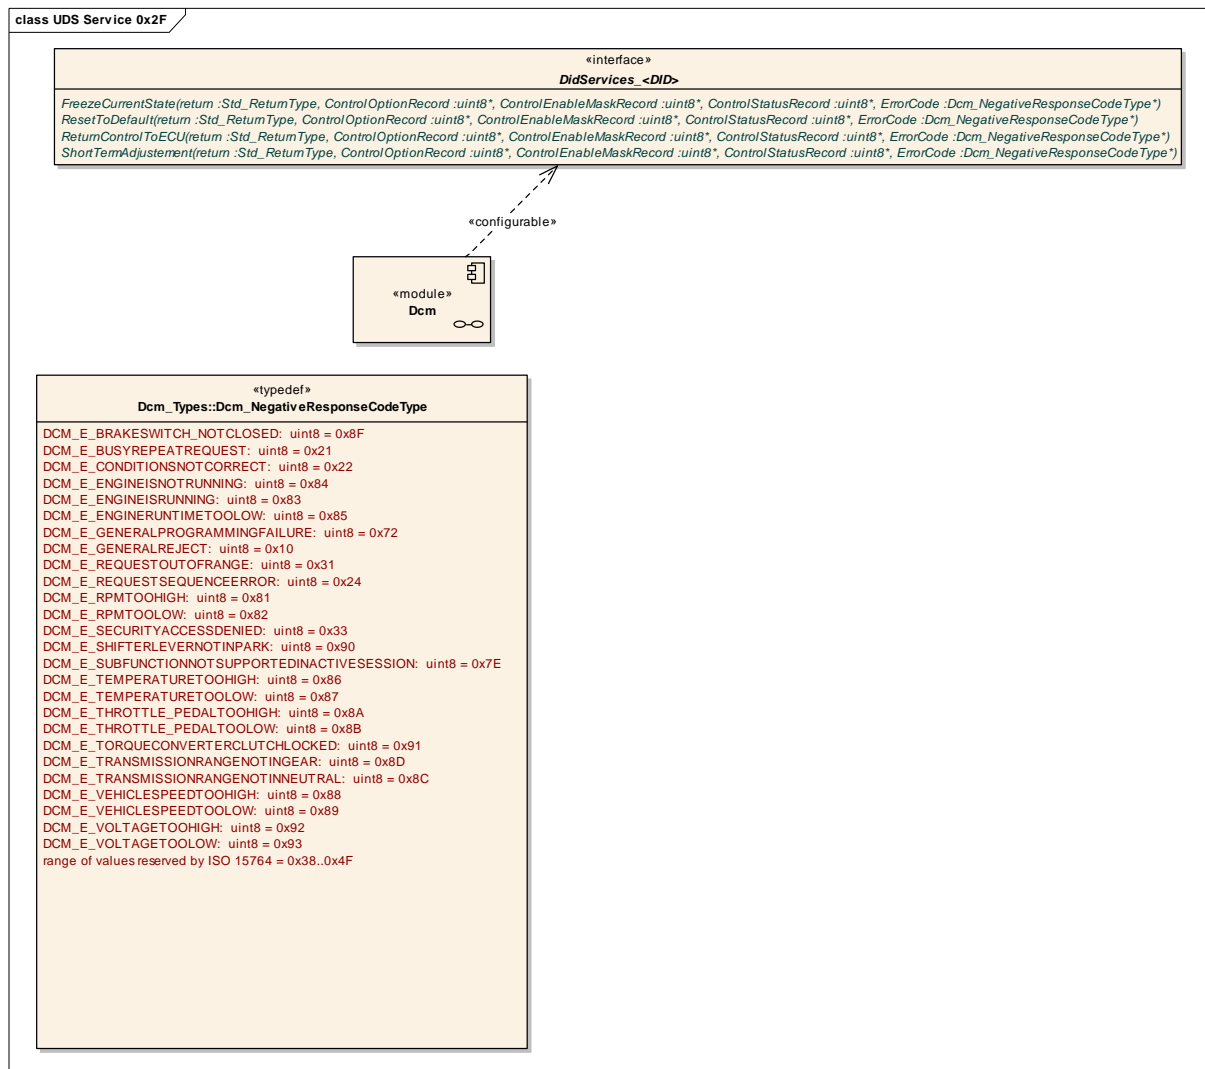 class UDS Service 0x2F
«interface»
DidServices_<DID>
FreezeCurrentState(return :Std_ReturnType, ControlOptionRecord :uint8*, ControlEnableMaskRecord :uint8*, ControlStatusRecord :uint8*, ErrorCode :Dcm_NegativeResponseCodeType*)
ResetToDefault(return :Std_ReturnType, ControlOptionRecord :uint8*, ControlEnableMaskRecord :uint8*, ControlStatusRecord :uint8*, ErrorCode :Dcm_NegativeResponseCodeType*)
ReturnControlToECU(return :Std_ReturnType, ControlOptionRecord :uint8*, ControlEnableMaskRecord :uint8*, ControlStatusRecord :uint8*, ErrorCode :Dcm_NegativeResponseCodeType*)
ShortTermAdjustement(return :Std_ReturnType, ControlOptionRecord :uint8*, ControlEnableMaskRecord :uint8*, ControlStatusRecord :uint8*, ErrorCode :Dcm_NegativeResponseCodeType*)
«configurable»
«module»
Dcm
«typedef»
Dcm_Types::Dcm_NegativeResponseCodeType
DCM_E_BRAKESWITCH_NOTCLOSED: uint8 = 0x8F
DCM_E_BUSYREPEATREQUEST: uint8 = 0x21
DCM_E_CONDITIONSNOTCORRECT: uint8 = 0x22
DCM_E_ENGINEISNOTRUNNING: uint8 = 0x84
DCM_E_ENGINEISRUNNING: uint8 = 0x83
DCM_E_ENGINERUNTIMETOOLOW: uint8 = 0x85
DCM_E_GENERALPROGRAMMINGFAILURE: uint8 = 0x72
DCM_E_GENERALREJECT: uint8 = 0x10
DCM_E_REQUESTOUTOFRANGE: uint8 = 0x31
DCM_E_REQUESTSEQUENCEERROR: uint8 = 0x24
DCM_E_RPMTOOHIGH: uint8 = 0x81
DCM_E_RPMTOOLOW: uint8 = 0x82
DCM_E_SECURITYACCESSDENIED: uint8 = 0x33
DCM_E_SHIFTERLEVERNOTINPARK: uint8 = 0x90
DCM_E_SUBFUNCTIONNOTSUPPORTEDINACTIVESESSION: uint8 = 0x7E
DCM_E_TEMPERATURETOOHIGH: uint8 = 0x86
DCM_E_TEMPERATURETOOLOW: uint8 = 0x87
DCM_E_THROTTLE_PEDALTOOHIGH: uint8 = 0x8A
DCM_E_THROTTLE_PEDALTOOLOW: uint8 = 0x8B
DCM_E_TORQUECONVERTERCLUTCHLOCKED: uint8 = 0x91
DCM_E_TRANSMISSIONRANGENOTINGEAR: uint8 = 0x8D
DCM_E_TRANSMISSIONRANGENOTINNEUTRAL: uint8 = 0x8C
DCM_E_VEHICLESPEEDTOOHIGH: uint8 = 0x88
DCM_E_VEHICLESPEEDTOOLOW: uint8 = 0x89
DCM_E_VOLTAGETOOHIGH: uint8 = 0x92
DCM_E_VOLTAGETOOLOW: uint8 = 0x93
range of values reserved by ISO 15764 = 0x38..0x4F